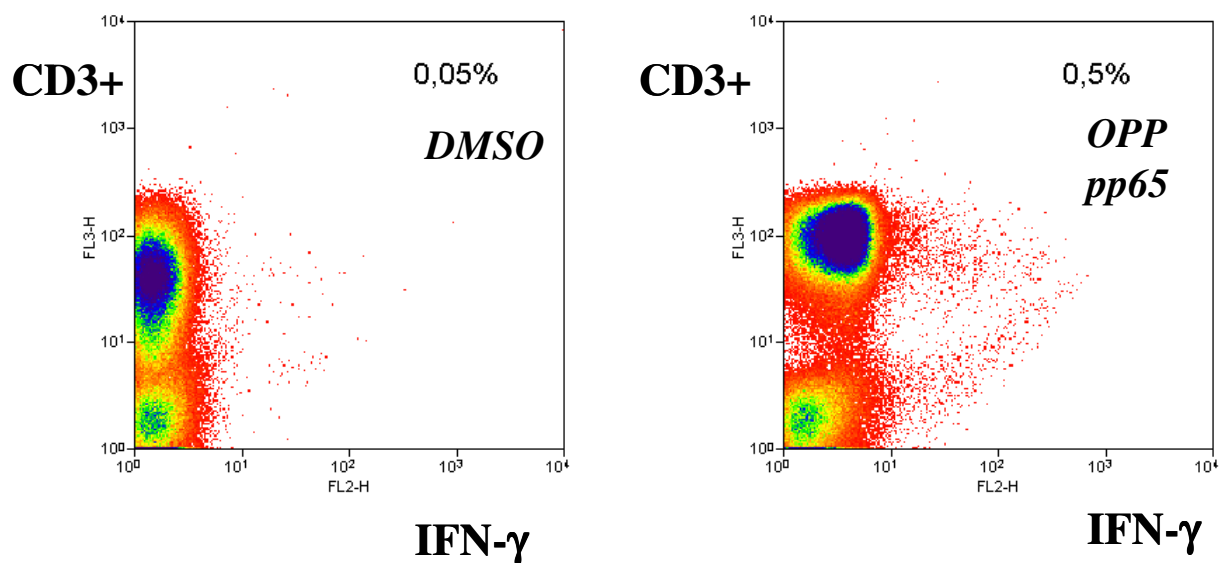 10⁴
CD3+
0,05%
10³
DMSO
FL3-H
10²
10¹
10⁰
10⁰ 10¹ 10² 10³ 10⁴
FL2-H
IFN-γ
10⁴
CD3+
0,5%
10³
OPP
pp65
FL3-H
10²
10¹
10⁰
10⁰ 10¹ 10² 10³ 10⁴
FL2-H
IFN-γ